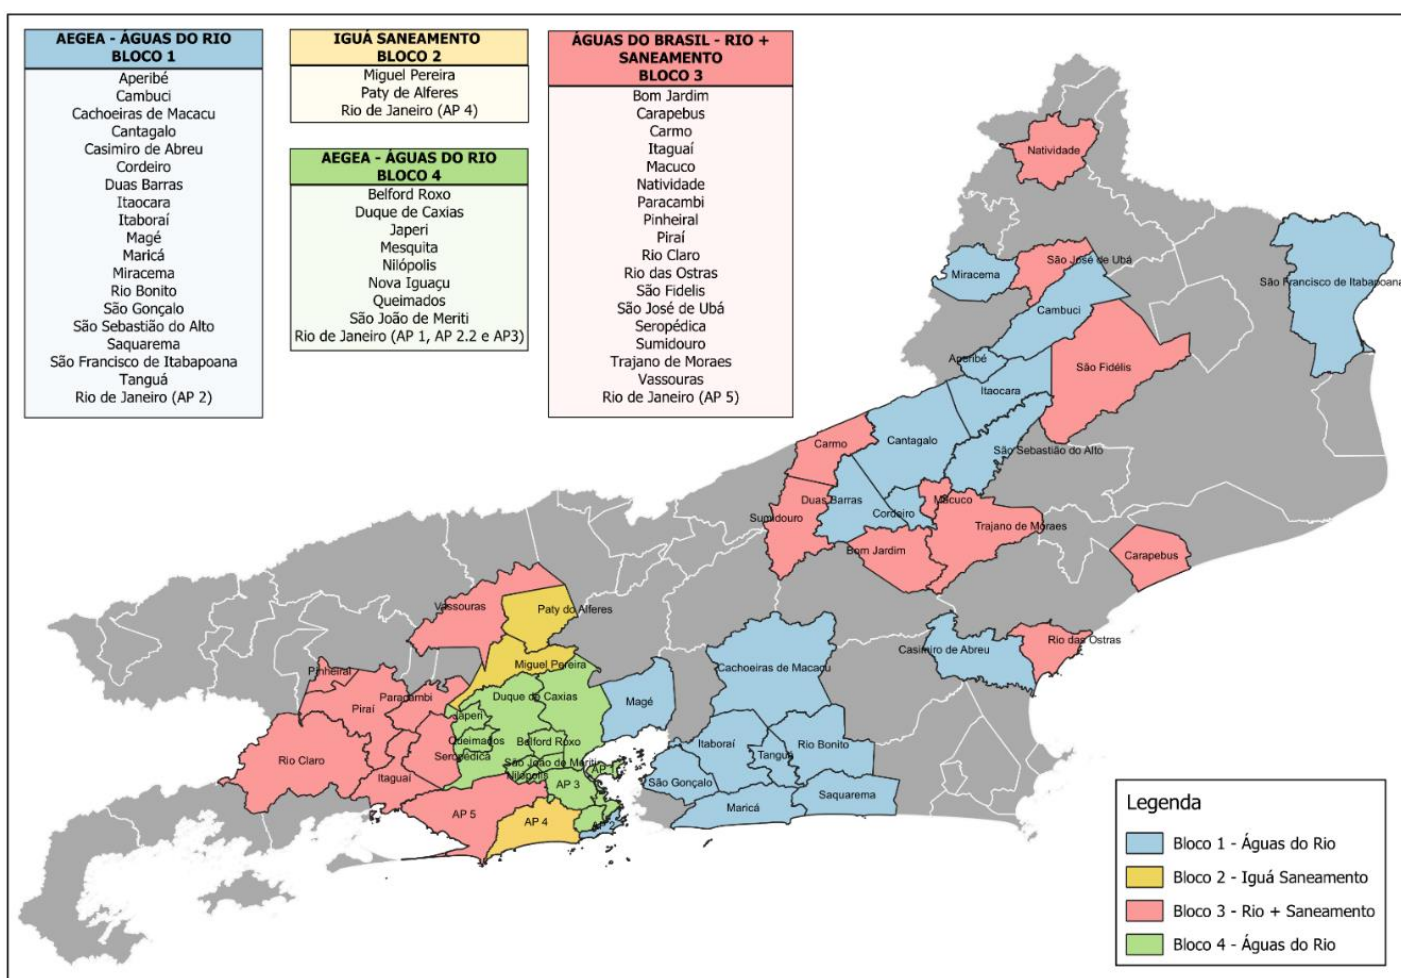 AEGEA - ÁGUAS DO RIO
BLOCO 1
Aperibé
Cambuci
Cachoeiras de Macacu
Cantagalo
Casimiro de Abreu
Cordeiro
Duas Barras
Itaocara
Itaboraí
Magé
Maricá
Miracema
Rio Bonito
São Gonçalo
São Sebastião do Alto
Saquarema
São Francisco de Itabapoana
Tanguá
Rio de Janeiro (AP 2)
IGUÁ SANEAMENTO
BLOCO 2
Miguel Pereira
Paty de Alferes
Rio de Janeiro (AP 4)
AEGEA - ÁGUAS DO RIO
BLOCO 4
Belford Roxo
Duque de Caxias
Japeri
Mesquita
Nilópolis
Nova Iguaçu
Queimados
São João de Meriti
Rio de Janeiro (AP 1, AP 2.2 e AP3)
ÁGUAS DO BRASIL - RIO +
SANEAMENTO
BLOCO 3
Bom Jardim
Carapebus
Carmo
Itaguaí
Macuco
Natividade
Paracambi
Pinheiral
Piraí
Rio Claro
Rio das Ostras
São Fidelis
São José de Ubá
Seropédica
Sumidouro
Trajano de Moraes
Vassouras
Rio de Janeiro (AP 5)
Natividade
São José de Ubá
Miracema
São Francisco de Itabapoana
Cambuci
Aperibé
São Fidélis
Itaocara
Carmo
Cantagalo
São Sebastião do Alto
Duas Barras
Macuco
Cordeiro
Sumidouro
Trajano de Moraes
Bom Jardim
Carapebus
Vassouras
Paty do Alferes
Rio das Ostras
Casimiro de Abreu
Miguel Pereira
Cachoeiras de Macacu
Pinheiral
Paracambi
Duque de Caxias
Magé
Piraí
Japeri
Queimados
Belford Roxo
Itaboraí
Rio Bonito
Tanguá
Seropédica
Rio Claro
São João de Meriti
AP 1
Nilópolis
Itaguaí
AP 3
São Gonçalo
Saquarema
Maricá
AP 5
AP 4
AP 2
Legenda
Bloco 1 - Águas do Rio
Bloco 2 - Iguá Saneamento
Bloco 3 - Rio + Saneamento
Bloco 4 - Águas do Rio